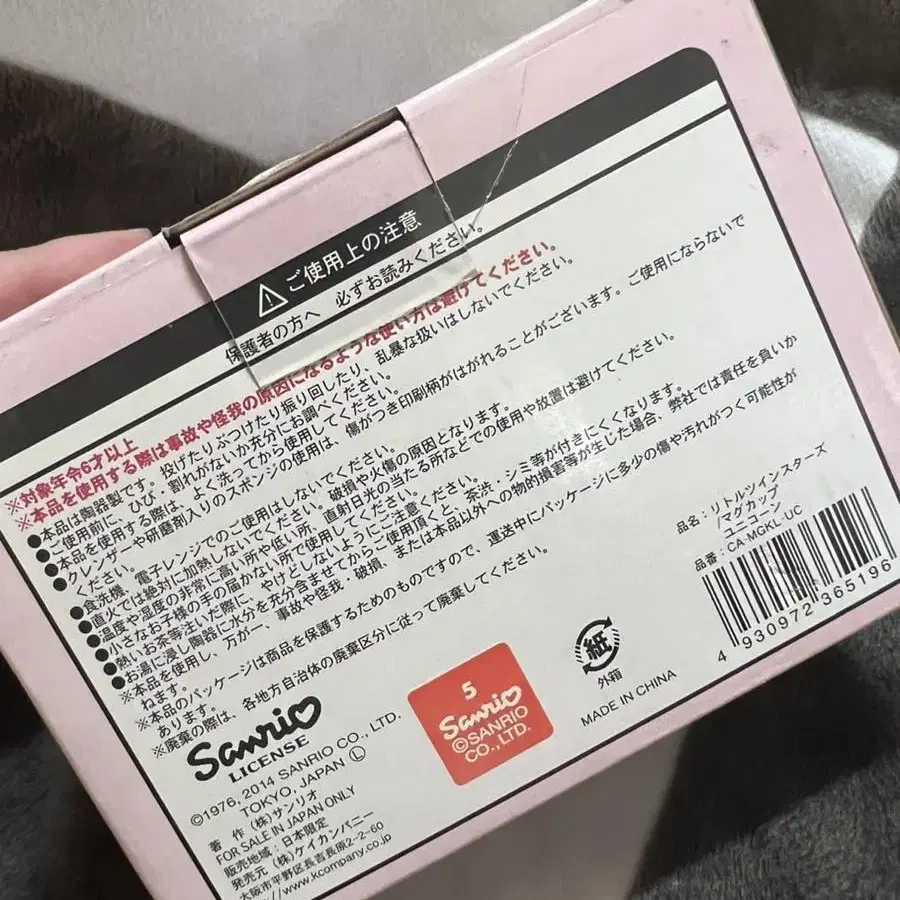 ⚠ご使用上の注意
保護者の方へ 必ずお読みください。
※対象年令6才以上
※本品を使用する際は事故や怪我の原因になるような使い方は避けてください。
●本品は陶器製です。投げたりぶつけたり振り回したり、乱暴な扱いはしないでください。
●ご使用前に、ひび・割れがないか充分にお調べください。
●本品を使用する際は、よく洗ってから使用してください。
●クレンザーや研磨剤入りのスポンジの使用は、傷がつき印刷柄がはがれることがございます。ご使用にならないで
ください。
●食洗機、電子レンジでのご使用はしないでください。
●直火では絶対に加熱しないでください。破損や火傷の原因となります。
●温度や湿度の非常に高い所や低い所、直射日光の当たる所などでの使用や放置は避けてください。
●小さなお子様の手の届かない所で使用してください。
●熱いお茶等注いだ際に、やけどしないようにご注意ください。
●お湯に浸し陶器に水分を充分含ませてからご使用頂くと、茶渋・シミ等が付きにくくなります。
※本品を使用し、万が一、事故や怪我・破損、または本品以外への物的損害等が生じた場合、弊社では責任を負いか
ねます。
※本品のパッケージは商品を保護するためのものですので、運送中にパッケージに多少の傷や汚れがつく可能性が
あります。
※廃棄の際は、各地方自治体の廃棄区分に従って廃棄してください。
品名：リトルツインスターズ
／マグカップ
ユニコーン
品番：CA-MGKL-UC
4 930972 365196
紙
外箱
MADE IN CHINA
5
Sanrio
©SANRIO
CO.,LTD.
Sanrio
LICENSE
©1976, 2014 SANRIO CO., LTD.
TOKYO, JAPAN Ⓛ
著 作 (株)サンリオ
FOR SALE IN JAPAN ONLY
販売地域：日本限定
発売元 (株)ケイカンパニー
大阪市平野区長吉長原2-2-60
://www.kcompany.co.jp